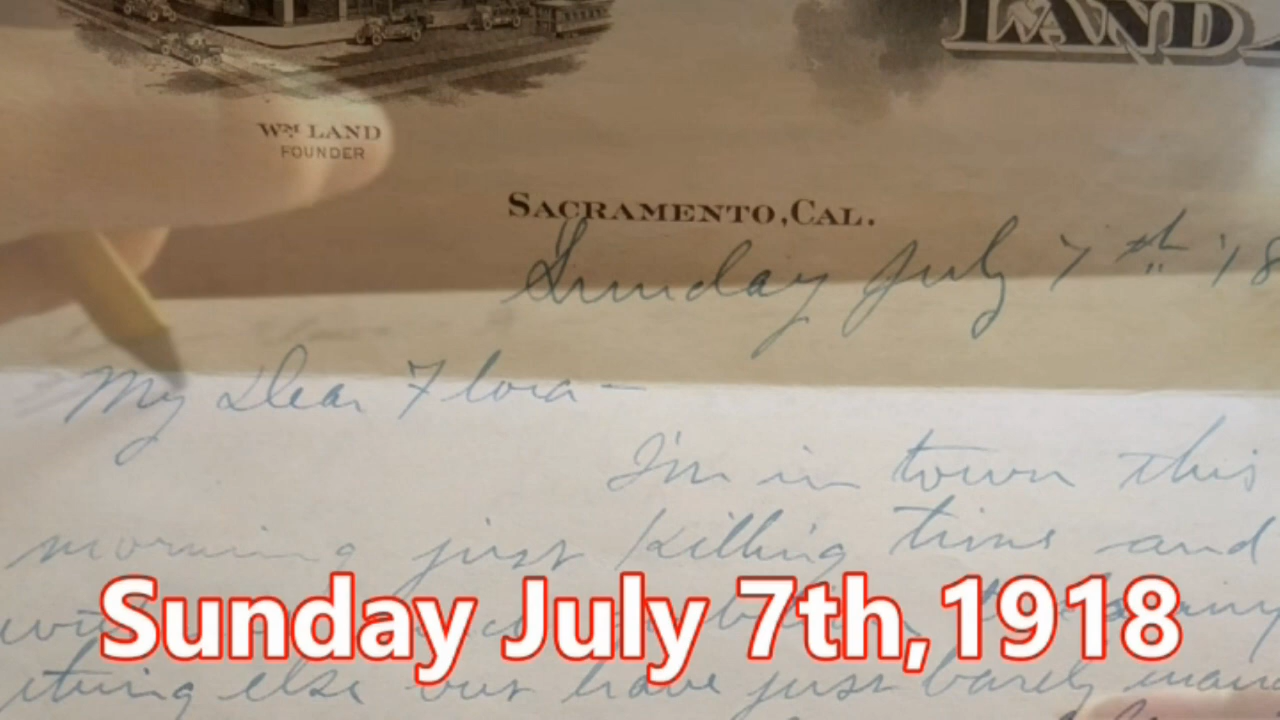 LAND
WM LAND
FOUNDER
SACRAMENTO, CAL.
Sunday July 7th '18
My Dear Flora-
I'm in town this
morning just killing time and
Sunday July 7th, 1918
thing else but have just barely